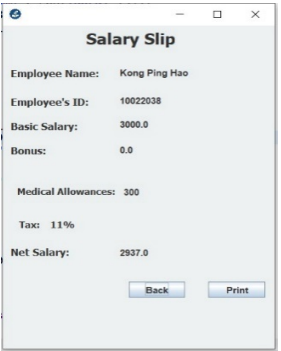 Salary Slip
Employee Name: Kong Ping Hao
Employee's ID: 10022038
Basic Salary: 3000.0
Bonus: 0.0
Medical Allowances: 300
Tax: 11%
Net Salary: 2937.0
Back Print